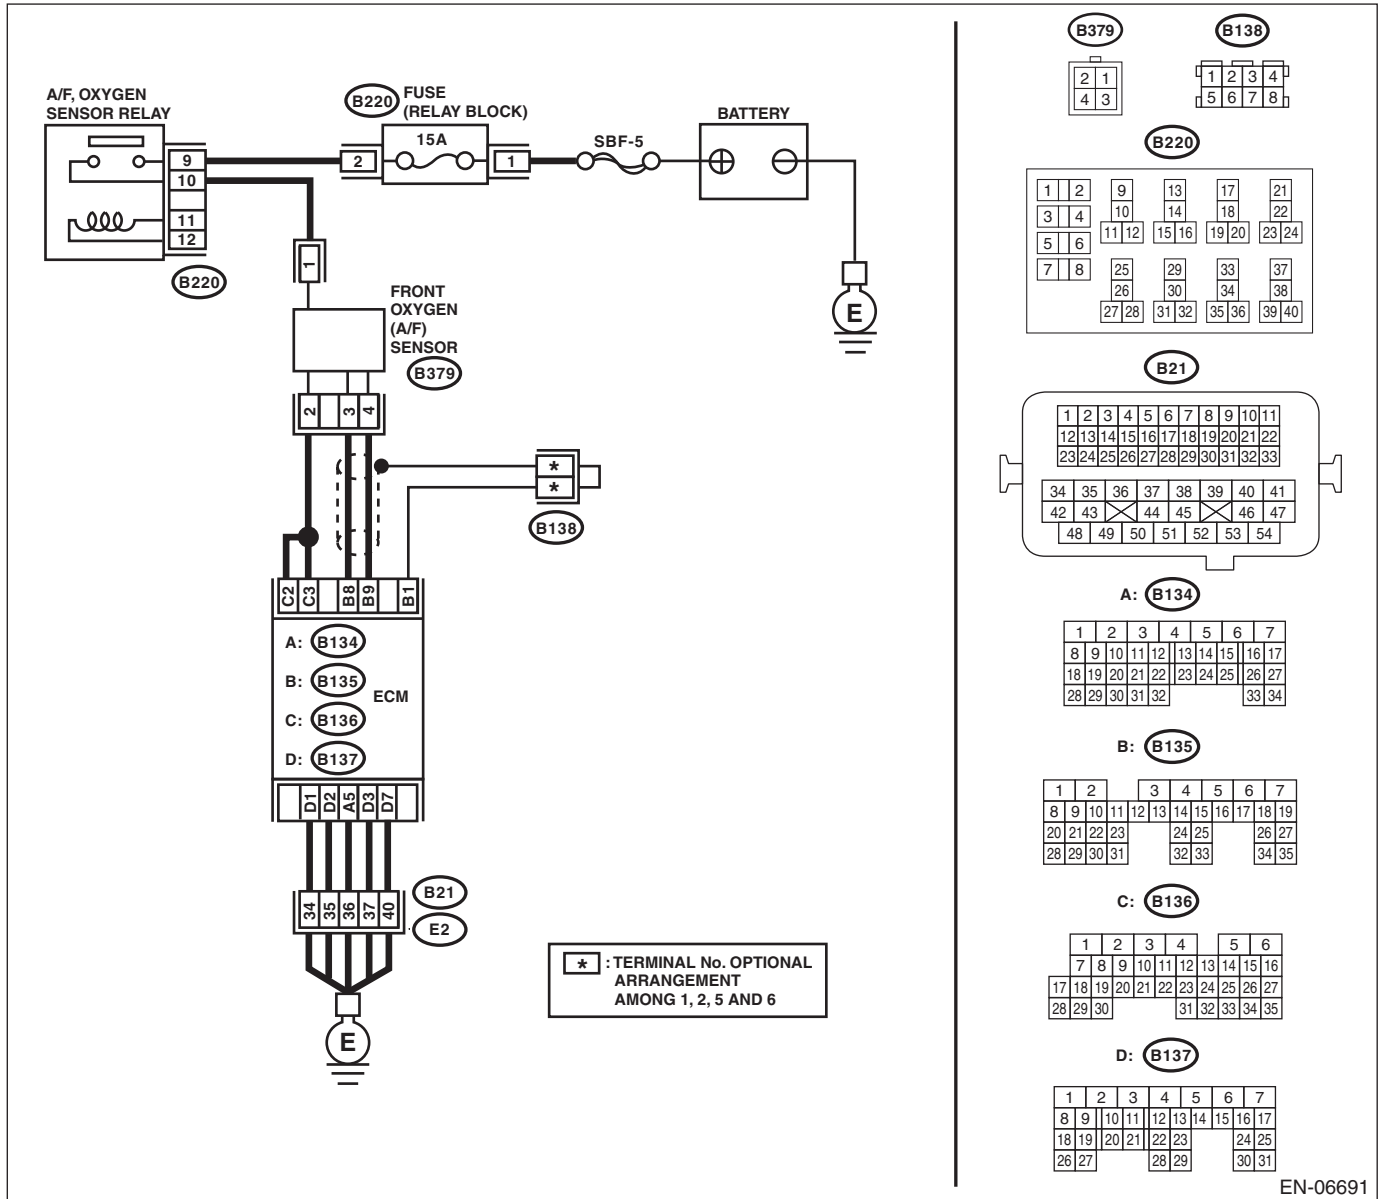 A/F, OXYGEN
SENSOR RELAY
9
10
11
12
B220
B220
FUSE
(RELAY BLOCK)
15A
2
1
SBF-5
BATTERY
E
1
FRONT
OXYGEN
(A/F)
SENSOR
B379
2
3
4
*
*
B138
C2
C3
B8
B9
B1
A: B134
B: B135
C: B136
D: B137
ECM
D1
D2
A5
D3
D7
34
35
36
37
40
B21
E2
E
* : TERMINAL No. OPTIONAL
ARRANGEMENT
AMONG 1, 2, 5 AND 6
B379
2 1
4 3
B138
1 2 3 4
5 6 7 8
B220
1 2 9 13 17 21
3 4 10 14 18 22
11 12 15 16 19 20 23 24
5 6
7 8 25 29 33 37
26 30 34 38
27 28 31 32 35 36 39 40
B21
1 2 3 4 5 6 7 8 9 10 11
12 13 14 15 16 17 18 19 20 21 22
23 24 25 26 27 28 29 30 31 32 33
34 35 36 37 38 39 40 41
42 43 44 45 46 47
48 49 50 51 52 53 54
A: B134
1 2 3 4 5 6 7
8 9 10 11 12 13 14 15 16 17
18 19 20 21 22 23 24 25 26 27
28 29 30 31 32 33 34
B: B135
1 2 3 4 5 6 7
8 9 10 11 12 13 14 15 16 17 18 19
20 21 22 23 24 25 26 27
28 29 30 31 32 33 34 35
C: B136
1 2 3 4 5 6
7 8 9 10 11 12 13 14 15 16
17 18 19 20 21 22 23 24 25 26 27
28 29 30 31 32 33 34 35
D: B137
1 2 3 4 5 6 7
8 9 10 11 12 13 14 15 16 17
18 19 20 21 22 23 24 25
26 27 28 29 30 31
EN-06691